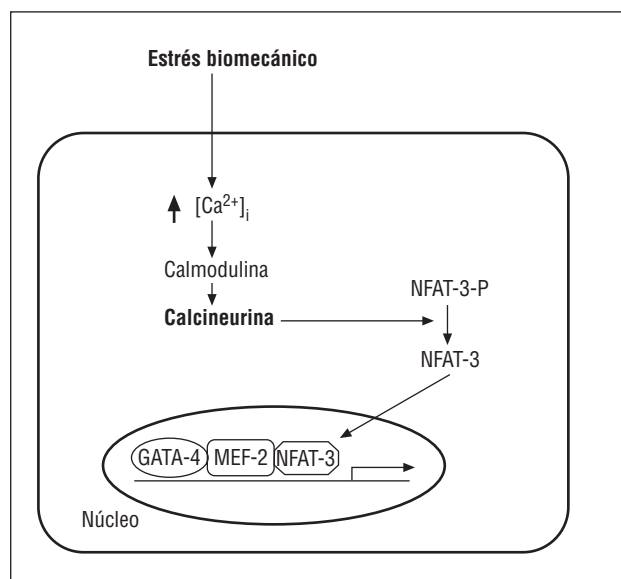 Estrés biomecánico
[Ca²⁺]ᵢ
Calmodulina
Calcineurina
NFAT-3-P
NFAT-3
GATA-4 MEF-2 NFAT-3
Núcleo